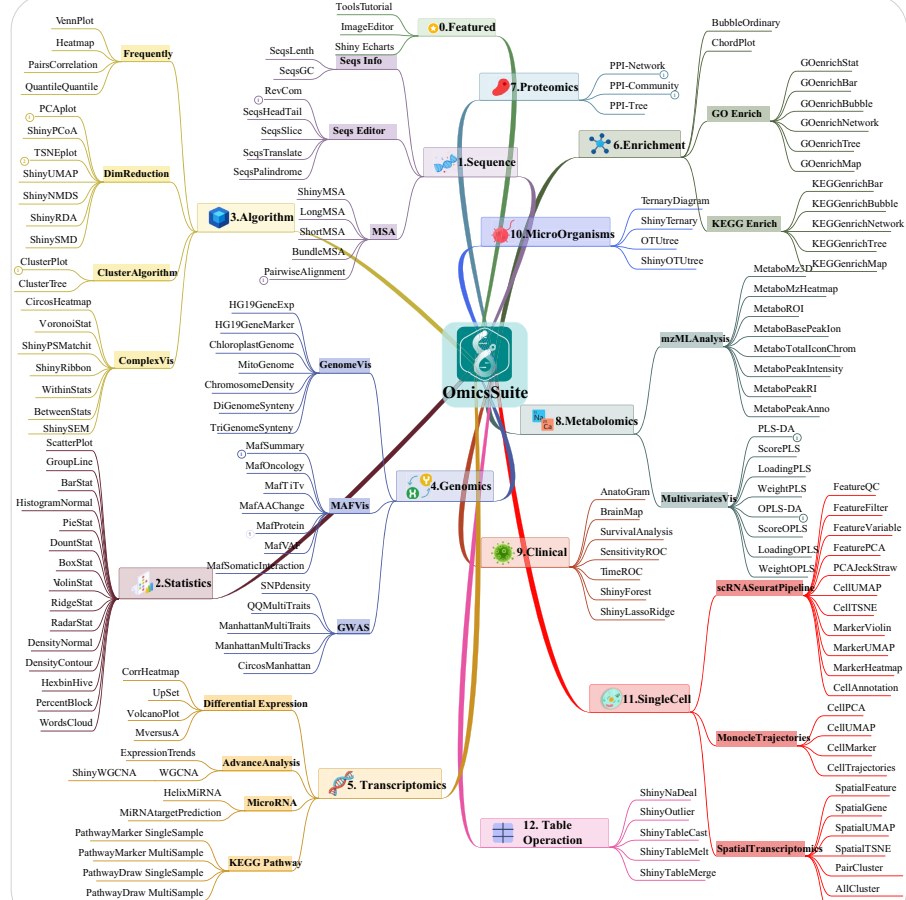 OmicsSuite
0.Featured
ToolsTutorial
ImageEditor
Shiny Echarts
1.Sequence
Seqs Info
SeqsLenth
SeqsGC
Seqs Editor
RevCom
SeqsHeadTail
SeqsSlice
SeqsTranslate
SeqsPalindrome
MSA
ShinyMSA
LongMSA
ShortMSA
BundleMSA
PairwiseAlignment
3.Algorithm
Frequently
VennPlot
Heatmap
PairsCorrelation
QuantileQuantile
DimReduction
PCAplot
ShinyPCoA
TSNEplot
ShinyUMAP
ShinyNMDS
ShinyRDA
ShinySMD
ClusterAlgorithm
ClusterPlot
ClusterTree
ComplexVis
CircosHeatmap
VoronoiStat
ShinyPSMatchit
ShinyRibbon
WithinStats
BetweenStats
ShinySEM
2.Statistics
ScatterPlot
GroupLine
BarStat
HistogramNormal
PieStat
DountStat
BoxStat
ViolinStat
RidgeStat
RadarStat
DensityNormal
DensityContour
HexbinHive
PercentBlock
WordsCloud
4.Genomics
GenomeVis
HG19GeneExp
HG19GeneMarker
ChloroplastGenome
MitoGenome
ChromosomeDensity
DiGenomeSynteny
TriGenomeSynteny
MAFVis
MafSummary
MafOncology
MafTiTv
MafAAChange
MafProtein
MafVAF
MafSomaticInteraction
GWAS
SNPdensity
QQMultiTraits
ManhattanMultiTraits
ManhattanMultiTracks
CircosManhattan
5. Transcriptomics
Differential Expression
CorrHeatmap
UpSet
VolcanoPlot
MversusA
AdvanceAnalysis
ExpressionTrends
ShinyWGCNA WGCNA
MicroRNA
HelixMiRNA
MiRNAtargetPrediction
KEGG Pathway
PathwayMarker SingleSample
PathwayMarker MultiSample
PathwayDraw SingleSample
PathwayDraw MultiSample
7.Proteomics
PPI-Network
PPI-Community
PPI-Tree
6.Enrichment
BubbleOrdinary
ChordPlot
GO Enrich
GOenrichStat
GOenrichBar
GOenrichBubble
GOenrichNetwork
GOenrichTree
GOenrichMap
KEGG Enrich
KEGGenrichBar
KEGGenrichBubble
KEGGenrichNetwork
KEGGenrichTree
KEGGenrichMap
10.MicroOrganisms
TernaryDiagram
ShinyTernary
OTUtree
ShinyOTUtree
Na
Ca
8.Metabolomics
mzMLAnalysis
MetaboMz3D
MetaboMzHeatmap
MetaboROI
MetaboBasePeakIon
MetaboTotalIconChrom
MetaboPeakIntensity
MetaboPeakRI
MetaboPeakAnno
MultivariatesVis
PLS-DA
ScorePLS
LoadingPLS
WeightPLS
OPLS-DA
ScoreOPLS
LoadingOPLS
WeightOPLS
9.Clinical
AnatoGram
BrainMap
SurvivalAnalysis
SensitivityROC
TimeROC
ShinyForest
ShinyLassoRidge
11.SingleCell
scRNASeuratPipeline
FeatureQC
FeatureFilter
FeatureVariable
FeaturePCA
PCAJeckStraw
CellUMAP
CellTSNE
MarkerViolin
MarkerUMAP
MarkerHeatmap
CellAnnotation
MonocleTrajectories
CellPCA
CellUMAP
CellMarker
CellTrajectories
SpatialTranscriptomics
SpatialFeature
SpatialGene
SpatialUMAP
SpatialTSNE
PairCluster
AllCluster
12. Table
Operaction
ShinyNaDeal
ShinyOutlier
ShinyTableCast
ShinyTableMelt
ShinyTableMerge